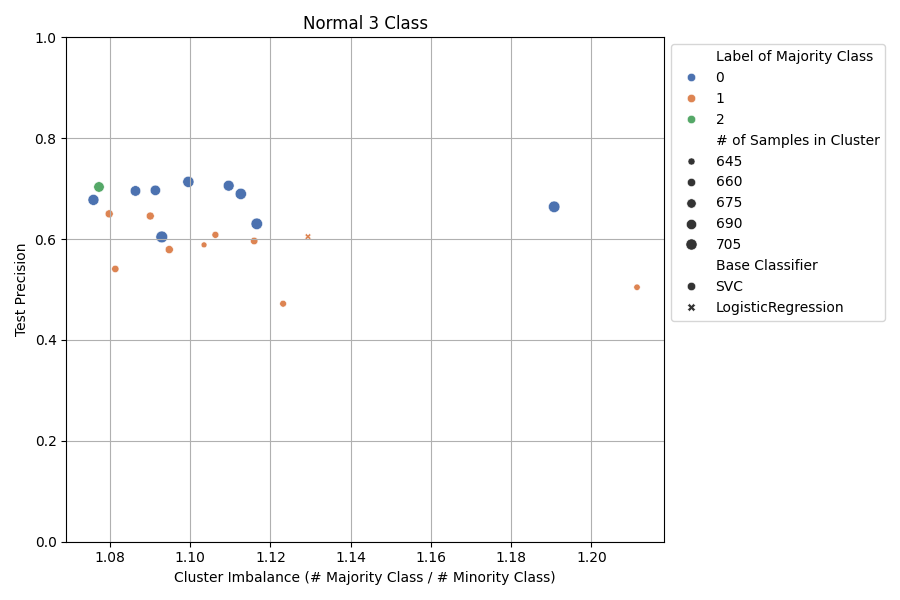 Normal 3 Class
1.0
0.8
0.6
0.4
0.2
0.0
Test Precision
1.08
1.10
1.12
1.14
1.16
1.18
1.20
Cluster Imbalance (# Majority Class / # Minority Class)
Label of Majority Class
0
1
2
# of Samples in Cluster
645
660
675
690
705
Base Classifier
SVC
LogisticRegression